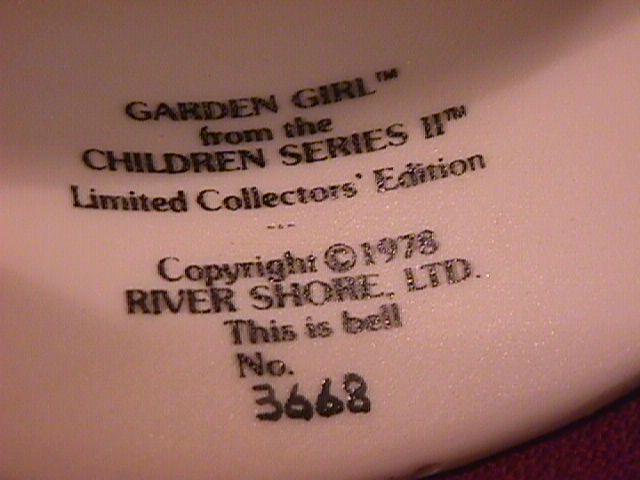 GARDEN GIRL™
from the
CHILDREN SERIES II™
Limited Collectors' Edition
...
Copyright ©1978
RIVER SHORE, LTD.
This is bell
No.
3668